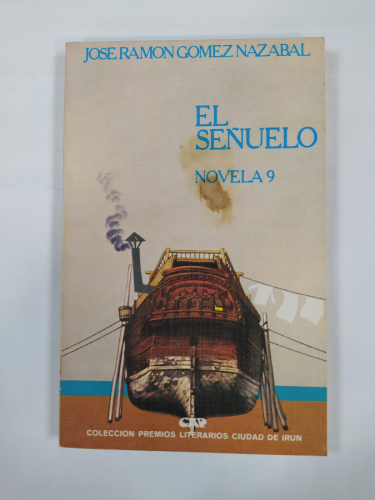 JOSE RAMON GOMEZ NAZABAL
EL
SEÑUELO
NOVELA 9
CAP
COLECCION PREMIOS LITERARIOS CIUDAD DE IRUN